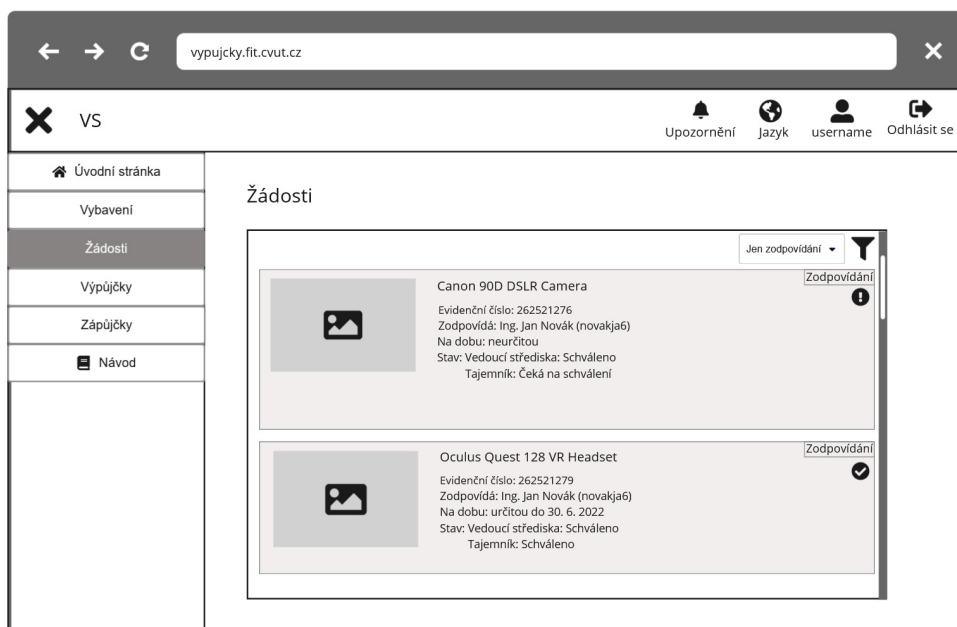 vypujcky.fit.cvut.cz
VS
Upozornění
Jazyk
username
Odhlásit se
Úvodní stránka
Vybavení
Žádosti
Výpůjčky
Zápůjčky
Návod
Žádosti
Jen zodpovídání
Zodpovídání
Canon 90D DSLR Camera
Evidenční číslo: 262521276
Zodpovídá: Ing. Jan Novák (novakja6)
Na dobu: neurčitou
Stav: Vedoucí střediska: Schváleno
Tajemník: Čeká na schválení
Zodpovídání
Oculus Quest 128 VR Headset
Evidenční číslo: 262521279
Zodpovídá: Ing. Jan Novák (novakja6)
Na dobu: určitou do 30. 6. 2022
Stav: Vedoucí střediska: Schváleno
Tajemník: Schváleno